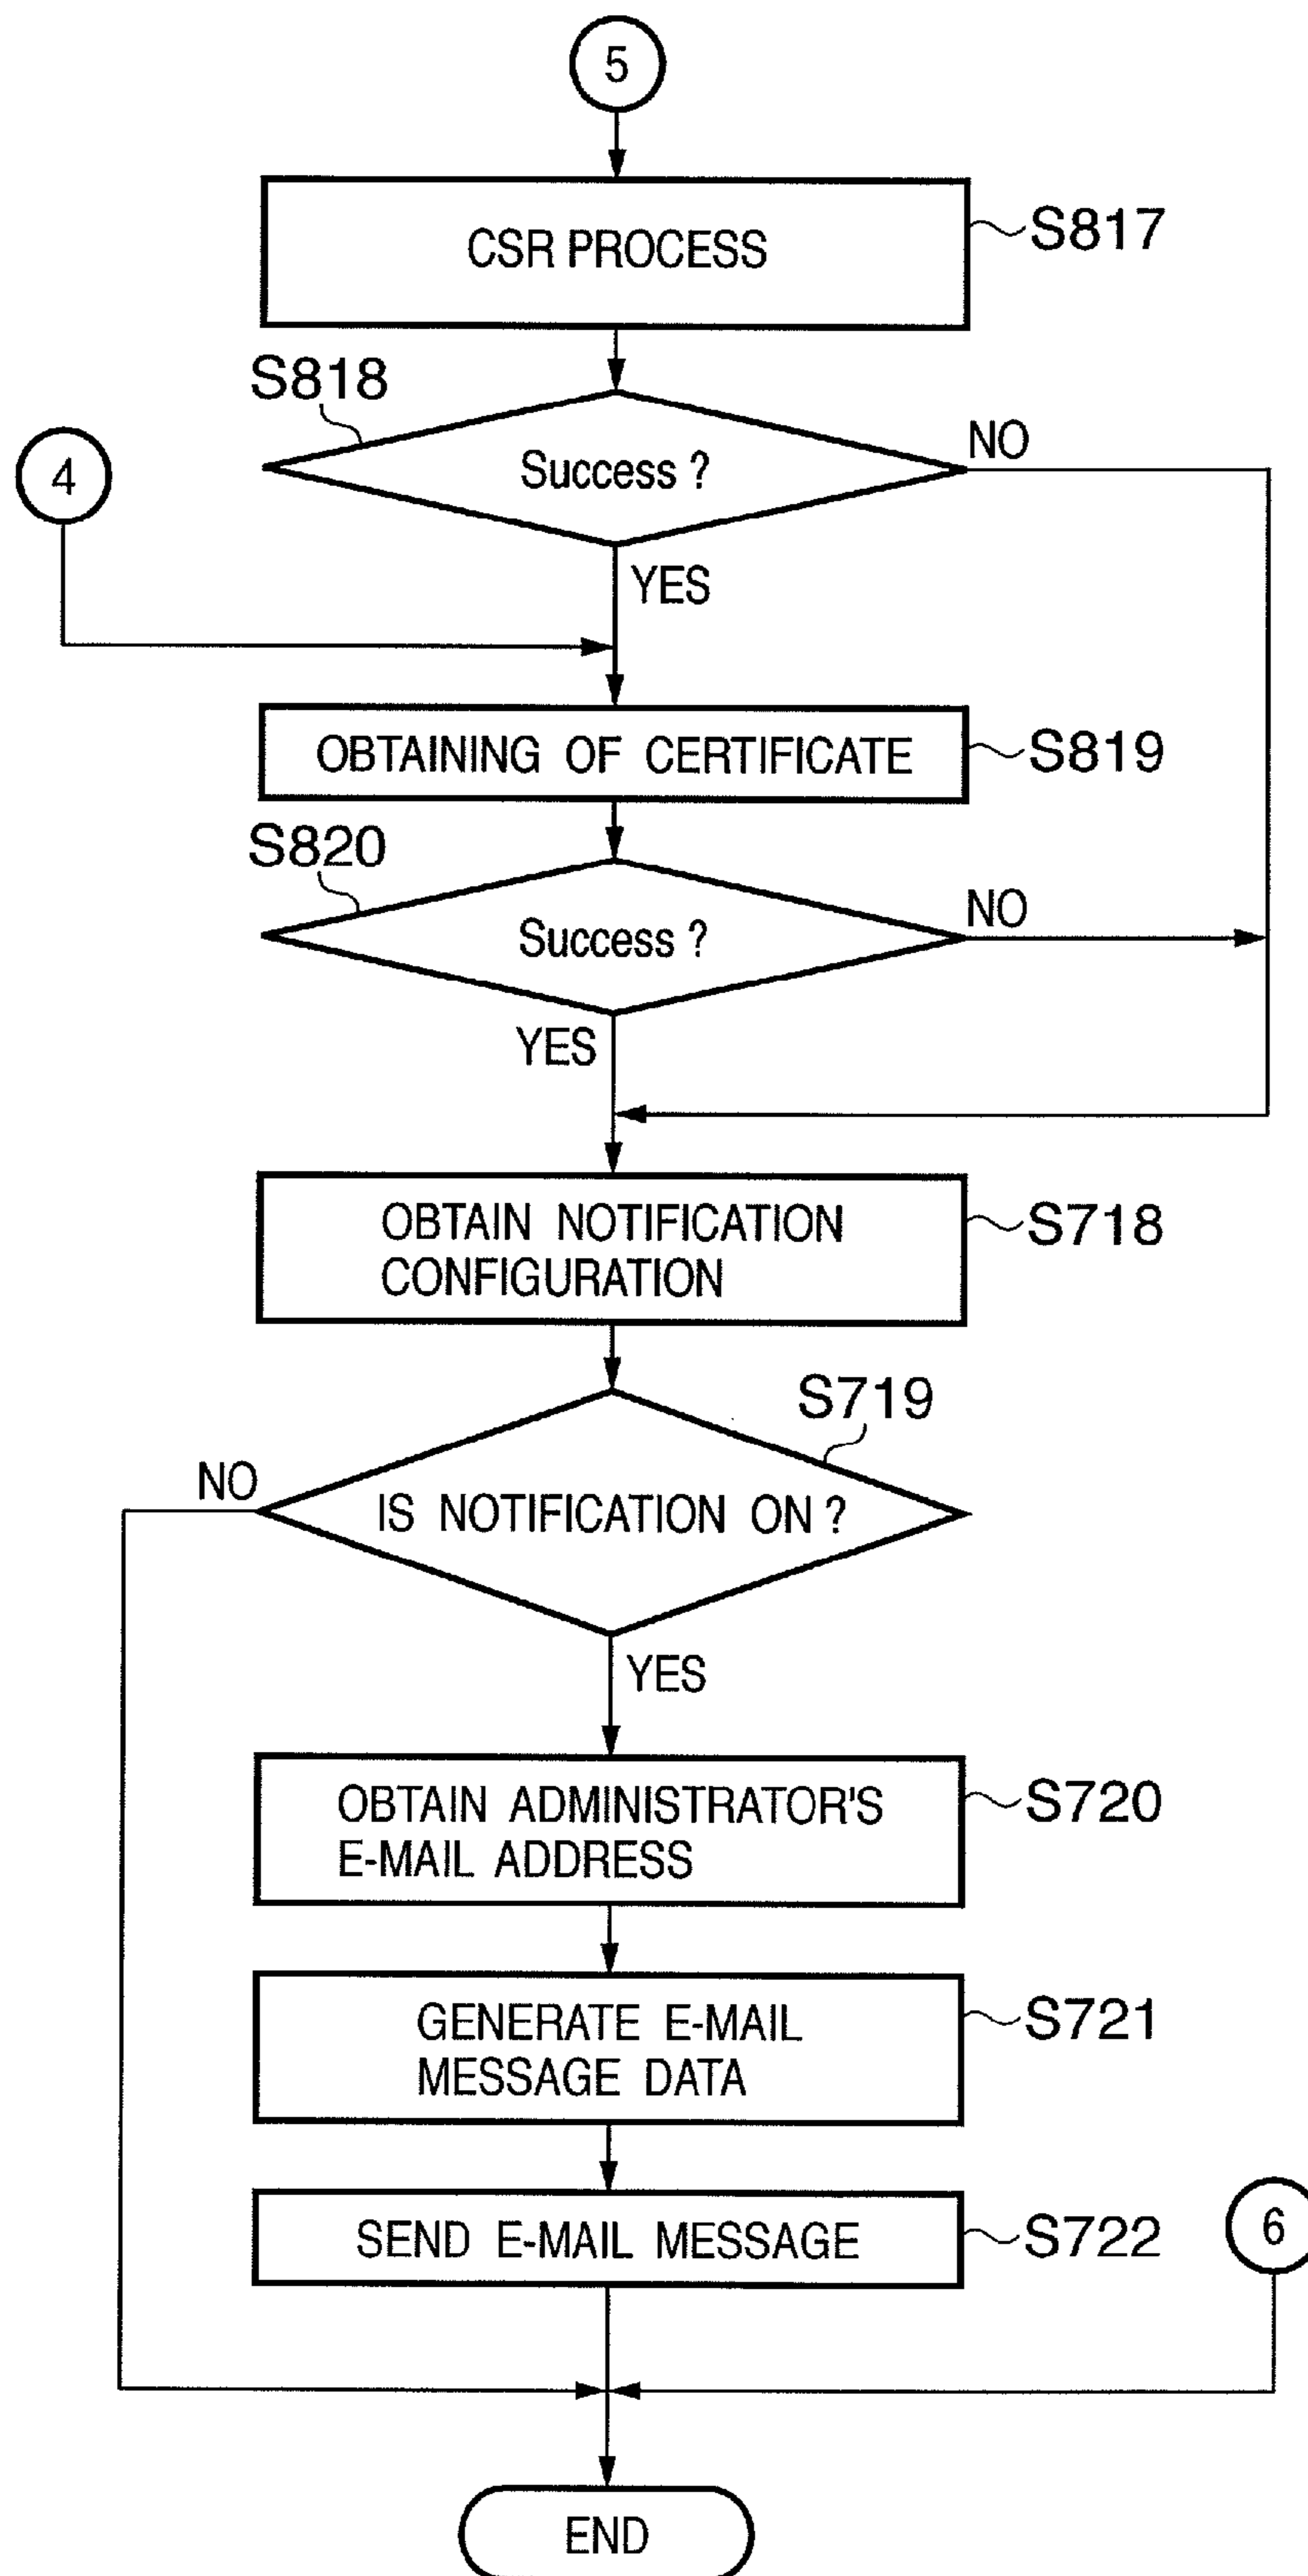 5
CSR PROCESS
S817
S818
Success ?
NO
4
YES
OBTAINING OF CERTIFICATE
S819
S820
Success ?
NO
YES
OBTAIN NOTIFICATION
CONFIGURATION
S718
S719
NO
IS NOTIFICATION ON ?
YES
OBTAIN ADMINISTRATOR'S
E-MAIL ADDRESS
S720
GENERATE E-MAIL
MESSAGE DATA
S721
SEND E-MAIL MESSAGE
S722
6
END